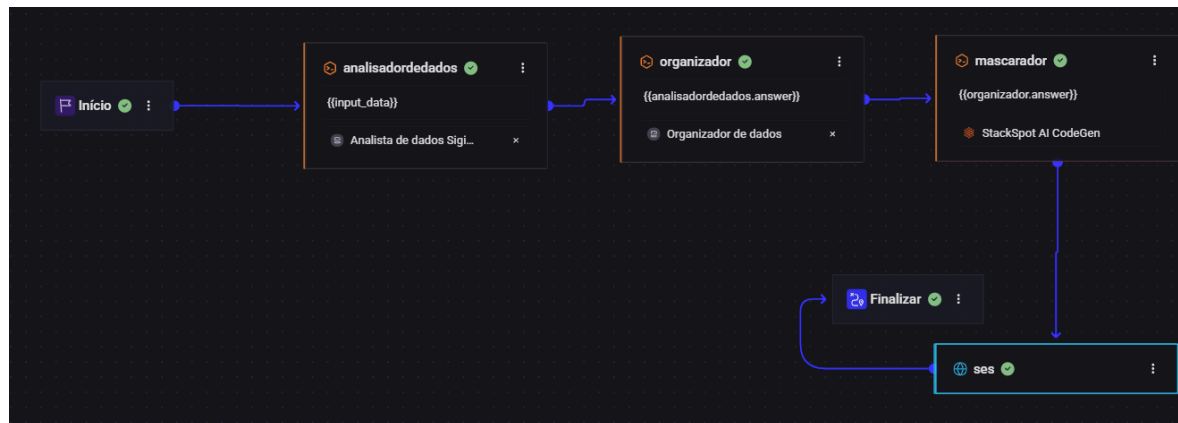 Início
analisadordedados
{{input_data}}
Analista de dados Sigi...
organizador
{{analisadordedados.answer}}
Organizador de dados
mascarador
{{organizador.answer}}
StackSpot AI CodeGen
Finalizar
ses